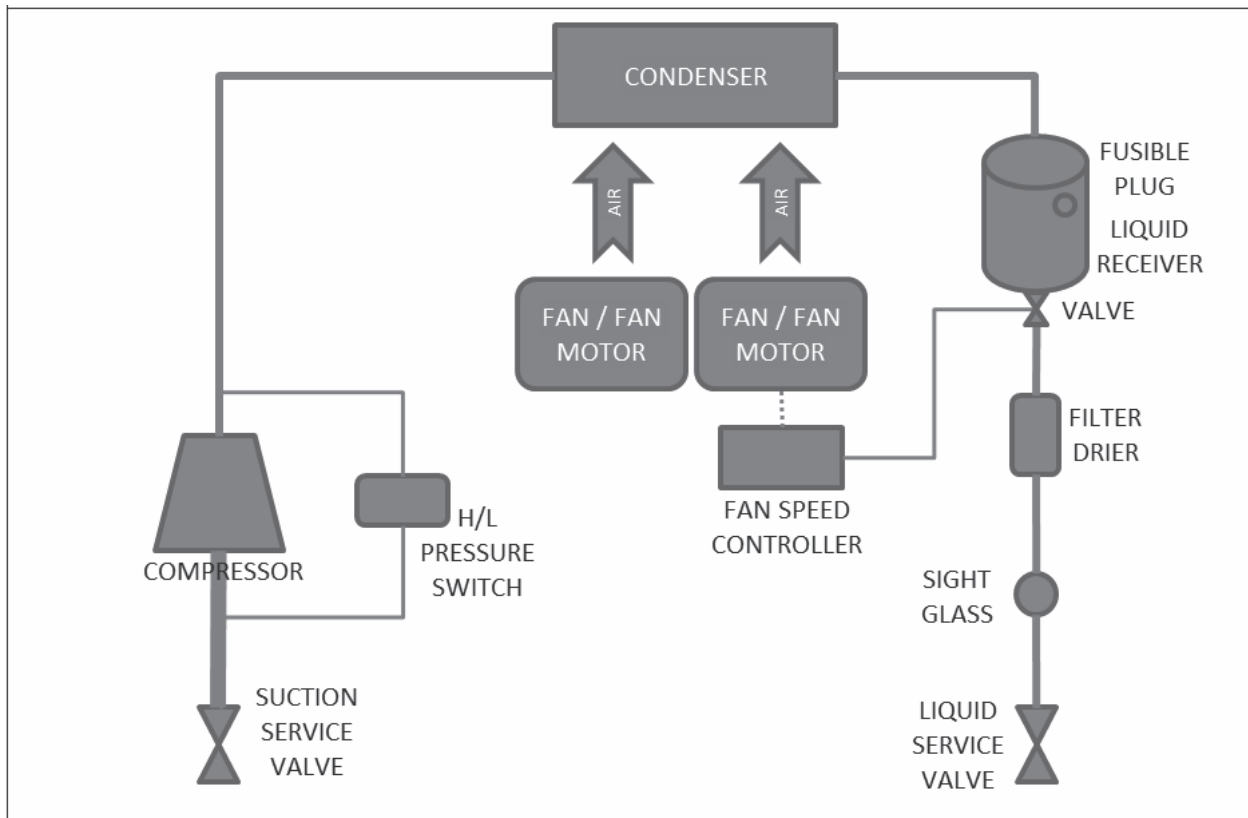 CONDENSER
FUSIBLE
PLUG
AIR
AIR
LIQUID
RECEIVER
FAN / FAN
MOTOR
FAN / FAN
MOTOR
VALVE
FILTER
DRIER
FAN SPEED
CONTROLLER
H/L
PRESSURE
SWITCH
COMPRESSOR
SIGHT
GLASS
SUCTION
SERVICE
VALVE
LIQUID
SERVICE
VALVE